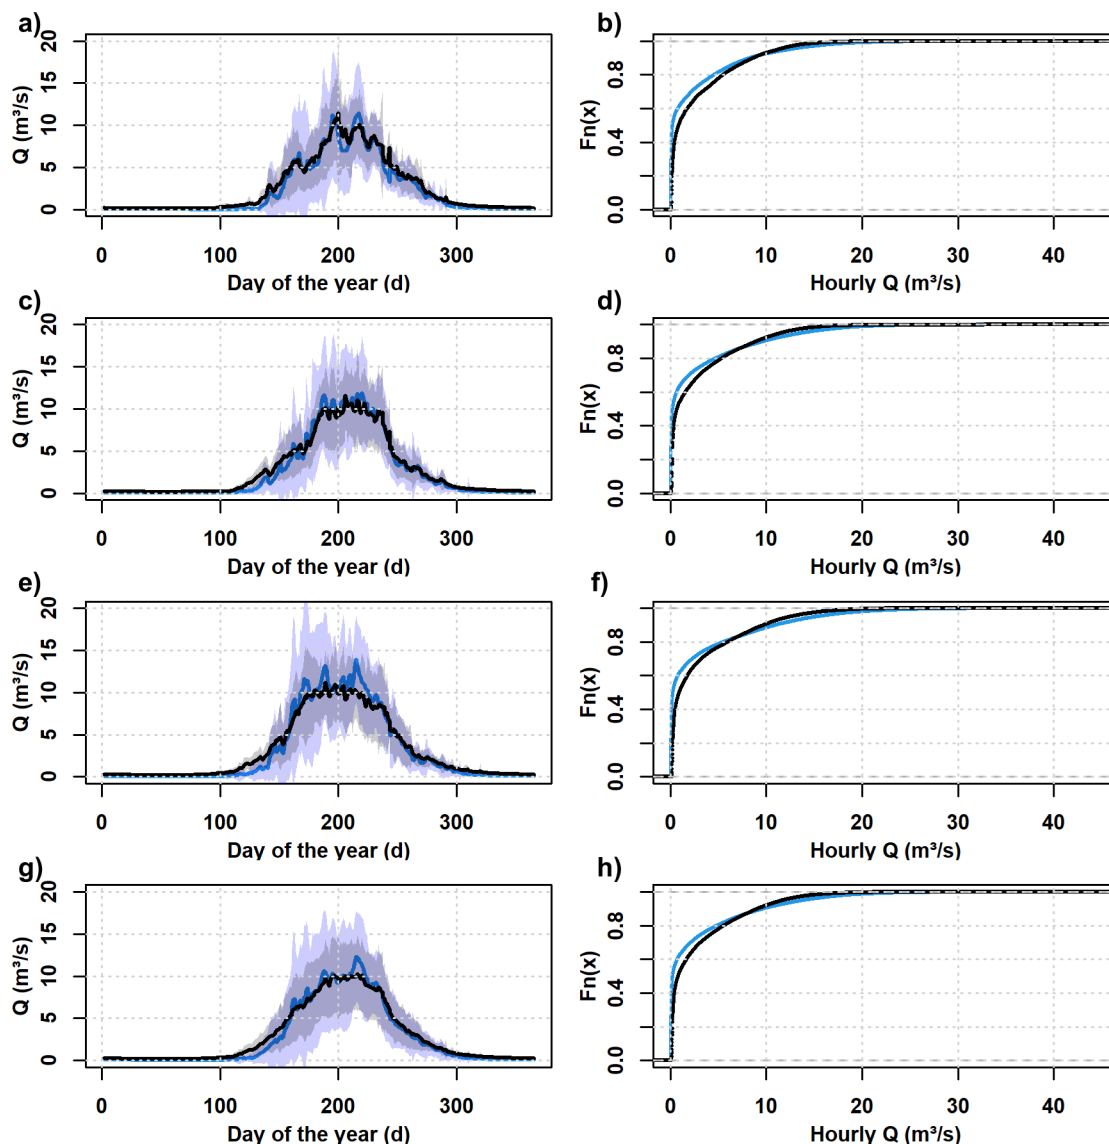 a)
Q (m³/s)
0 5 10 15 20
0 100 200 300
Day of the year (d)
b)
Fn(x)
0.0 0.4 0.8
0 10 20 30 40
Hourly Q (m³/s)
c)
Q (m³/s)
0 5 10 15 20
0 100 200 300
Day of the year (d)
d)
Fn(x)
0.0 0.4 0.8
0 10 20 30 40
Hourly Q (m³/s)
e)
Q (m³/s)
0 5 10 15 20
0 100 200 300
Day of the year (d)
f)
Fn(x)
0.0 0.4 0.8
0 10 20 30 40
Hourly Q (m³/s)
g)
Q (m³/s)
0 5 10 15 20
0 100 200 300
Day of the year (d)
h)
Fn(x)
0.0 0.4 0.8
0 10 20 30 40
Hourly Q (m³/s)